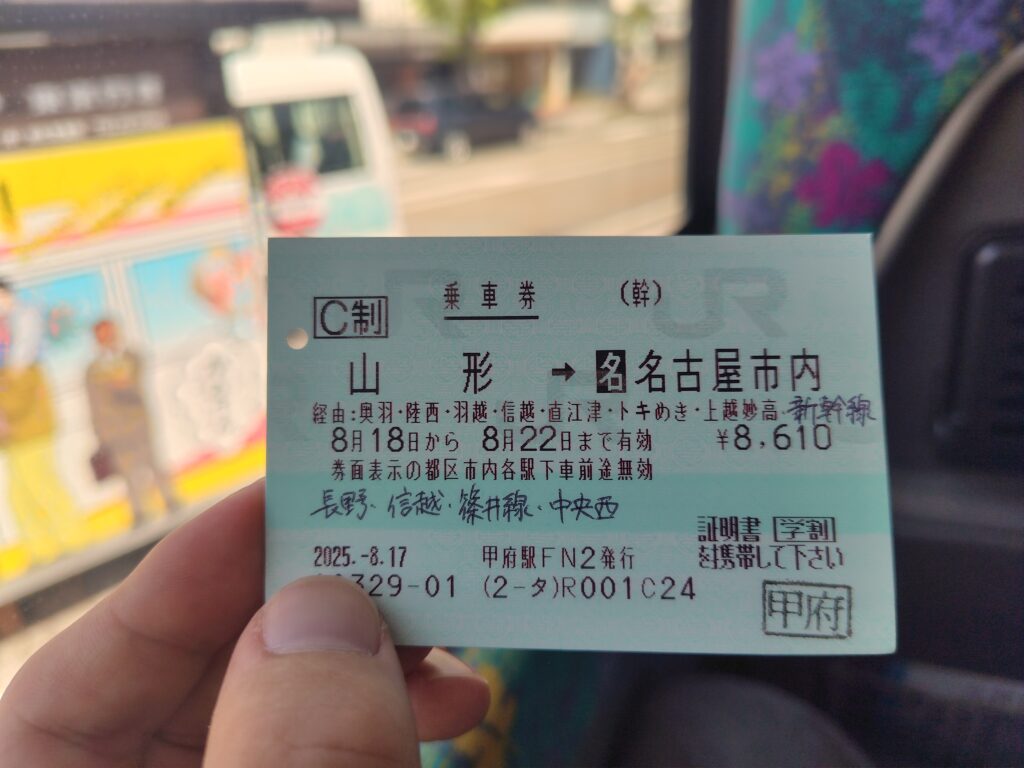 C制
乗車券 (幹)
山形 → 名 名古屋市内
経由:奥羽・陸西・羽越・信越・直江津・トキめき・上越妙高・新幹線
8月18日から 8月22日まで有効 ¥8,610
券面表示の都区市内各駅下車前途無効
長野・信越・篠井線・中央西
証明書 学割
を携帯して下さい
2025.-8.17 甲府駅FN2発行
329-01 (2-タ)R001C24
甲府
JR